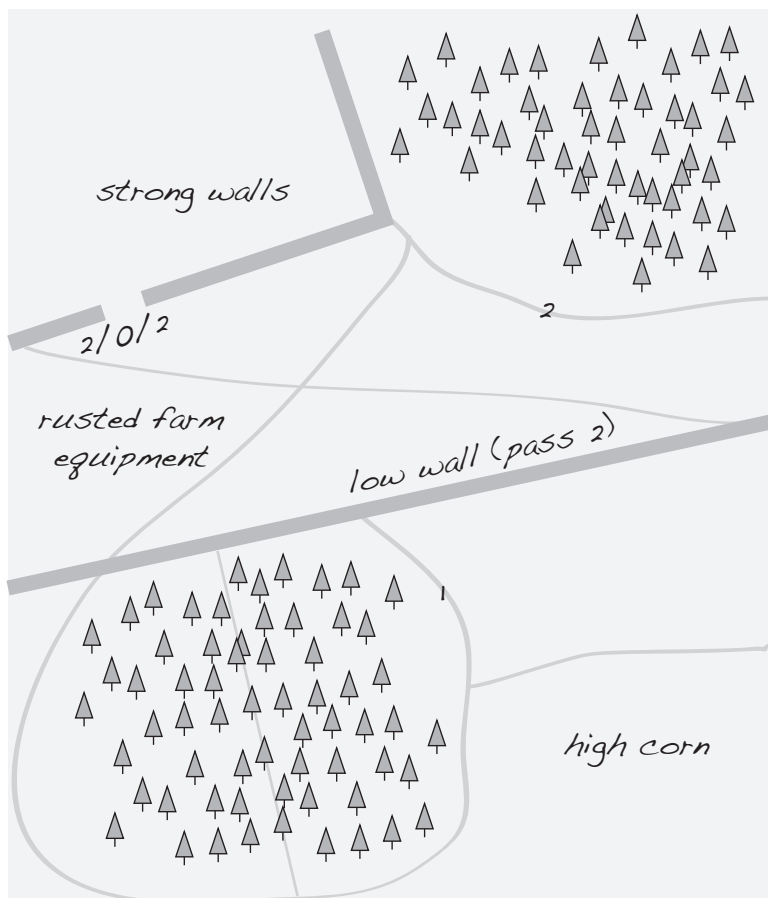 strong walls
2
2/0/2
rusted farm
equipment
low wall (pass 2)
1
high corn